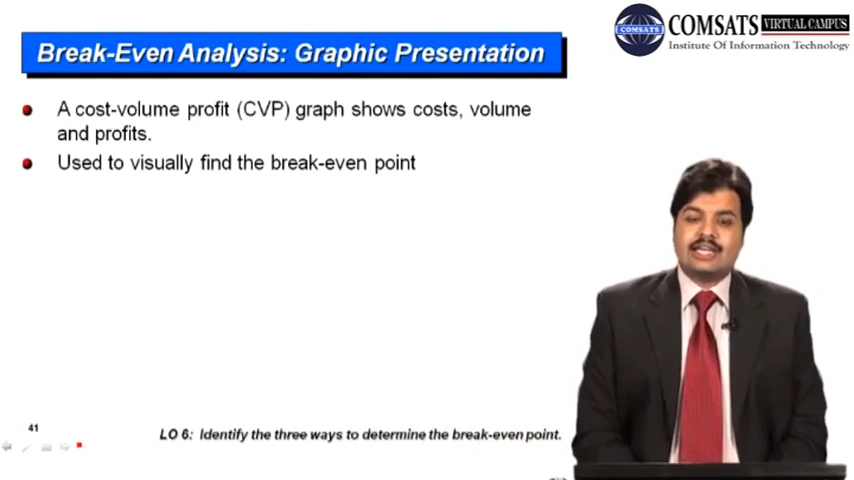 Break-Even Analysis: Graphic Presentation
COMSATS
COMSATS VIRTUAL CAMPUS
Institute Of Information Technology
A cost-volume profit (CVP) graph shows costs, volume
and profits.
Used to visually find the break-even point
41
LO 6: Identify the three ways to determine the break-even point.